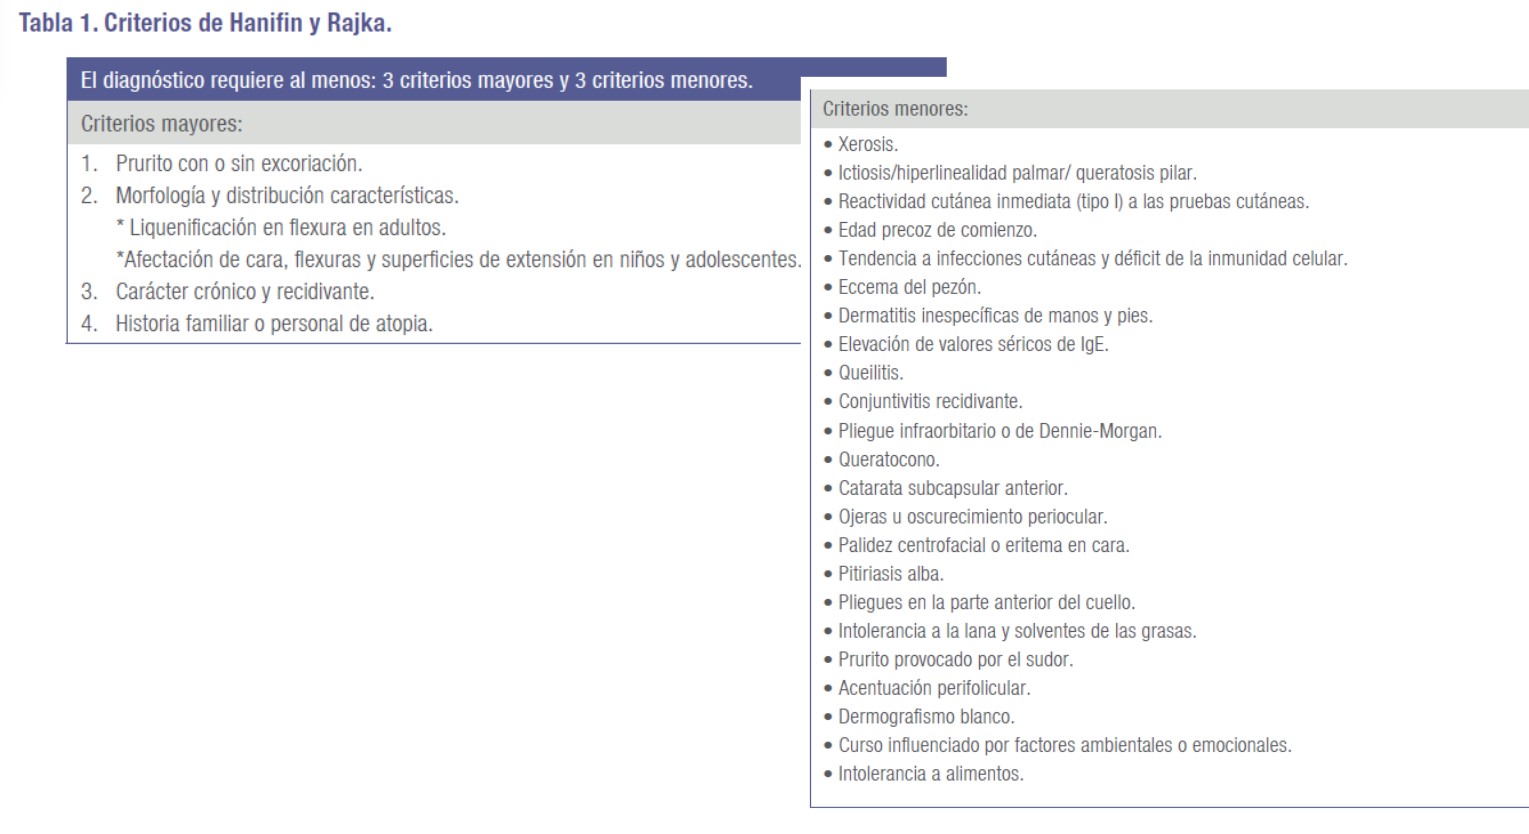 Tabla 1. Criterios de Hanifin y Rajka.
El diagnóstico requiere al menos: 3 criterios mayores y 3 criterios menores.
Criterios mayores:
1. Prurito con o sin excoriación.
2. Morfología y distribución características.
* Liquenificación en flexura en adultos.
*Afectación de cara, flexuras y superficies de extensión en niños y adolescentes.
3. Carácter crónico y recidivante.
4. Historia familiar o personal de atopia.
Criterios menores:
• Xerosis.
• Ictiosis/hiperlinealidad palmar/ queratosis pilar.
• Reactividad cutánea inmediata (tipo I) a las pruebas cutáneas.
• Edad precoz de comienzo.
• Tendencia a infecciones cutáneas y déficit de la inmunidad celular.
• Eccema del pezón.
• Dermatitis inespecíficas de manos y pies.
• Elevación de valores séricos de IgE.
• Queilitis.
• Conjuntivitis recidivante.
• Pliegue infraorbitario o de Dennie-Morgan.
• Queratocono.
• Catarata subcapsular anterior.
• Ojeras u oscurecimiento periocular.
• Palidez centrofacial o eritema en cara.
• Pitiriasis alba.
• Pliegues en la parte anterior del cuello.
• Intolerancia a la lana y solventes de las grasas.
• Prurito provocado por el sudor.
• Acentuación perifolicular.
• Dermografismo blanco.
• Curso influenciado por factores ambientales o emocionales.
• Intolerancia a alimentos.